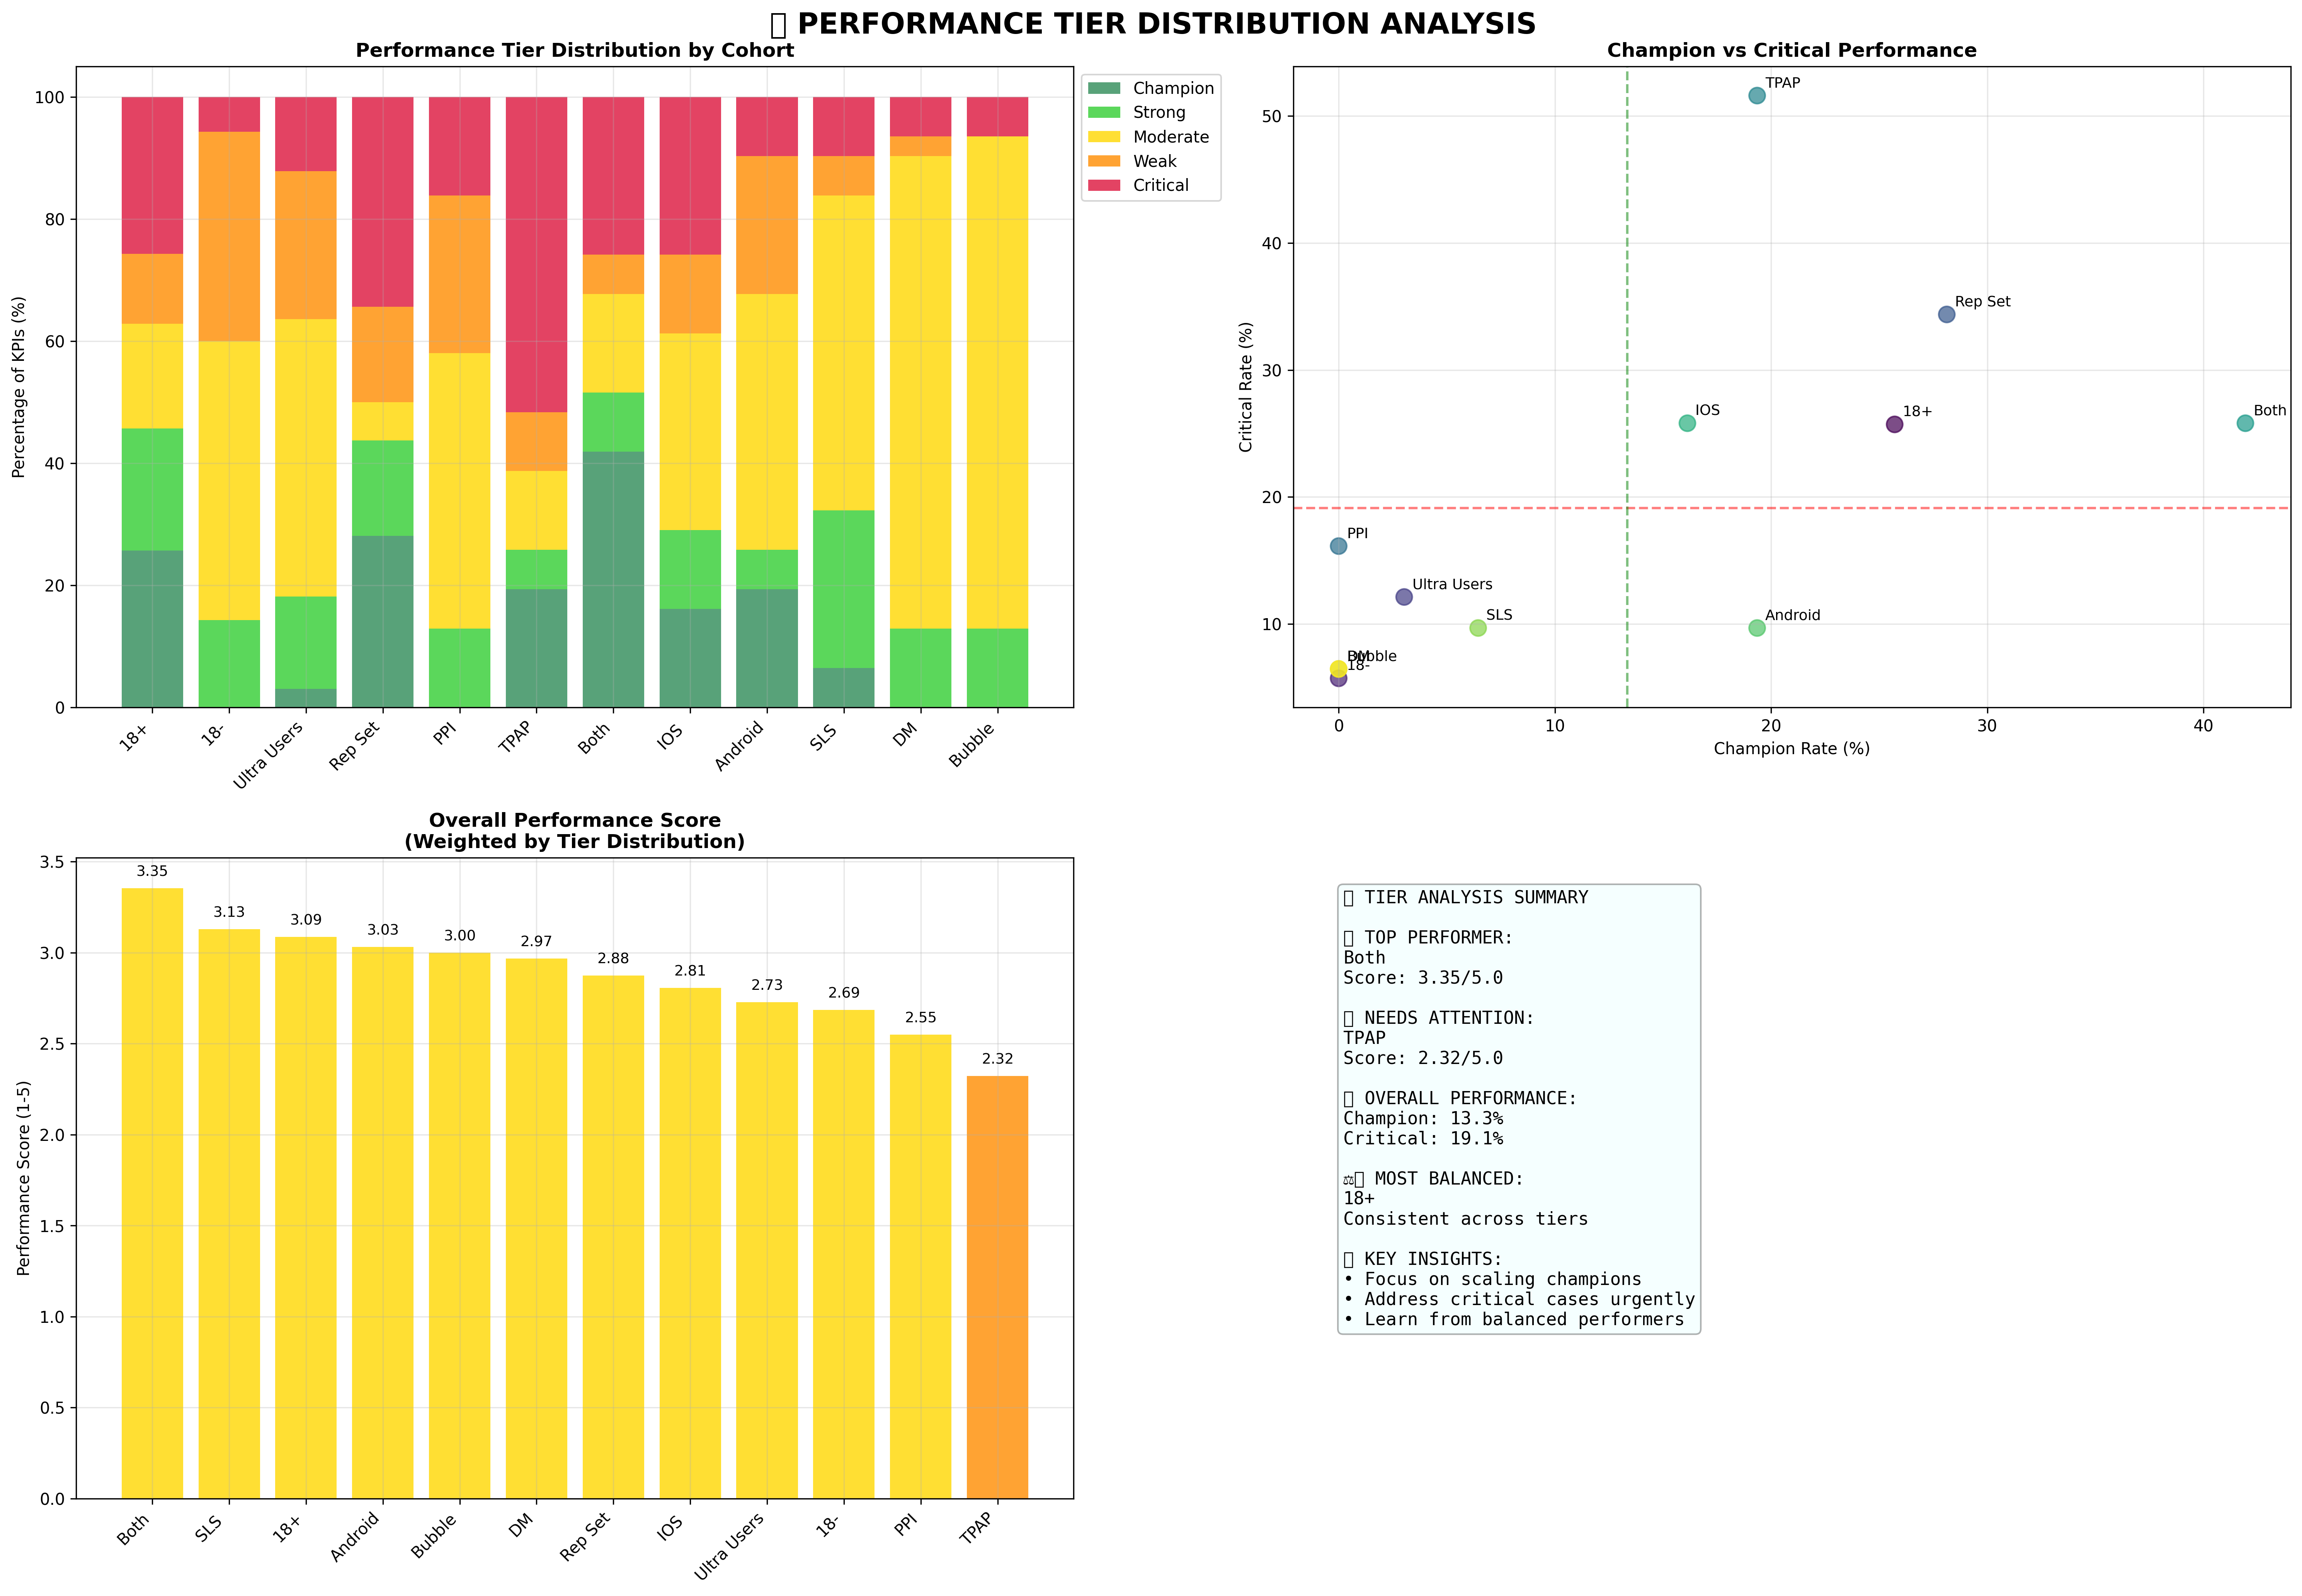 PERFORMANCE TIER DISTRIBUTION ANALYSIS
Performance Tier Distribution by Cohort
Percentage of KPIs (%)
100
80
60
40
20
0
18+
18-
Ultra Users
Rep Set
PPI
TPAP
Both
IOS
Android
SLS
DM
Bubble
Champion
Strong
Moderate
Weak
Critical
Champion vs Critical Performance
Critical Rate (%)
50
40
30
20
10
TPAP
Rep Set
IOS
18+
Both
PPI
Ultra Users
SLS
Android
DM
Bubble
18-
0
10
20
30
40
Champion Rate (%)
Overall Performance Score
(Weighted by Tier Distribution)
Performance Score (1-5)
3.5
3.0
2.5
2.0
1.5
1.0
0.5
0.0
3.35
3.13
3.09
3.03
3.00
2.97
2.88
2.81
2.73
2.69
2.55
2.32
Both
SLS
18+
Android
Bubble
DM
Rep Set
IOS
Ultra Users
18-
PPI
TPAP
TIER ANALYSIS SUMMARY
TOP PERFORMER:
Both
Score: 3.35/5.0
NEEDS ATTENTION:
TPAP
Score: 2.32/5.0
OVERALL PERFORMANCE:
Champion: 13.3%
Critical: 19.1%
⚖ MOST BALANCED:
18+
Consistent across tiers
KEY INSIGHTS:
• Focus on scaling champions
• Address critical cases urgently
• Learn from balanced performers